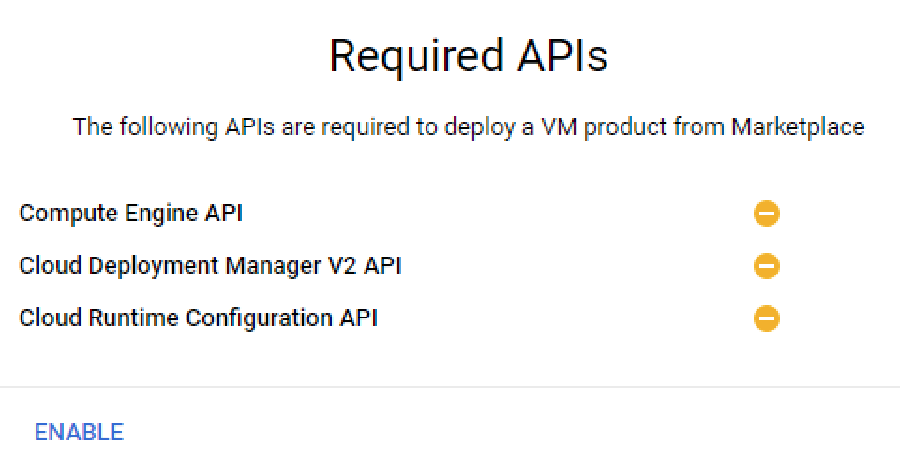 Required APIs
The following APIs are required to deploy a VM product from Marketplace
Compute Engine API
Cloud Deployment Manager V2 API
Cloud Runtime Configuration API
ENABLE